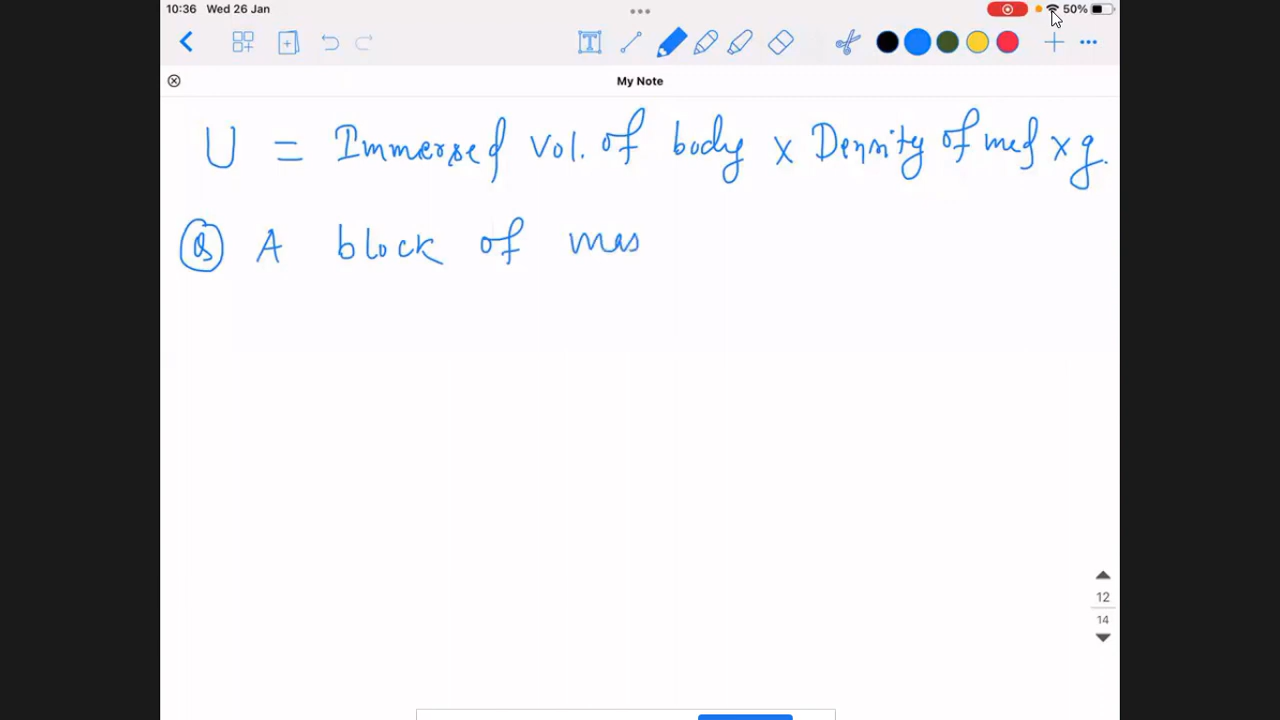 10:36 Wed 26 Jan
50%
My Note
U = Immersed Vol. of body x Density of med x g.
Q A block of mas
12
14